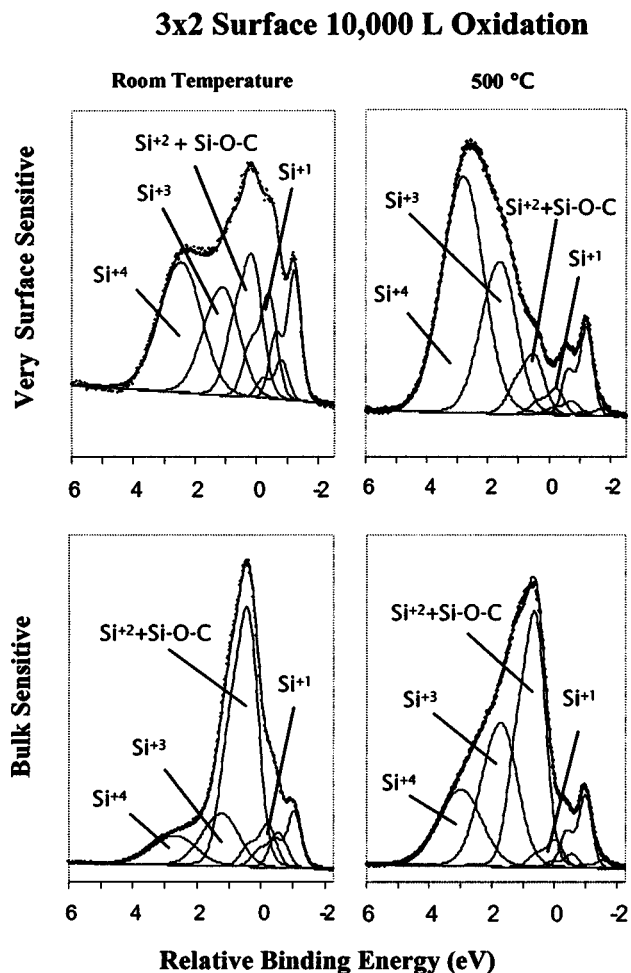 3x2 Surface 10,000 L Oxidation
Room Temperature
500 °C
Very Surface Sensitive
Si+2 + Si-O-C
Si+1
Si+3
Si+4
6 4 2 0 -2
Si+3
Si+2+Si-O-C
Si+1
Si+4
6 4 2 0 -2
Bulk Sensitive
Si+2+Si-O-C
Si+1
Si+3
Si+4
6 4 2 0 -2
Si+2+Si-O-C
Si+3
Si+1
Si+4
6 4 2 0 -2
Relative Binding Energy (eV)